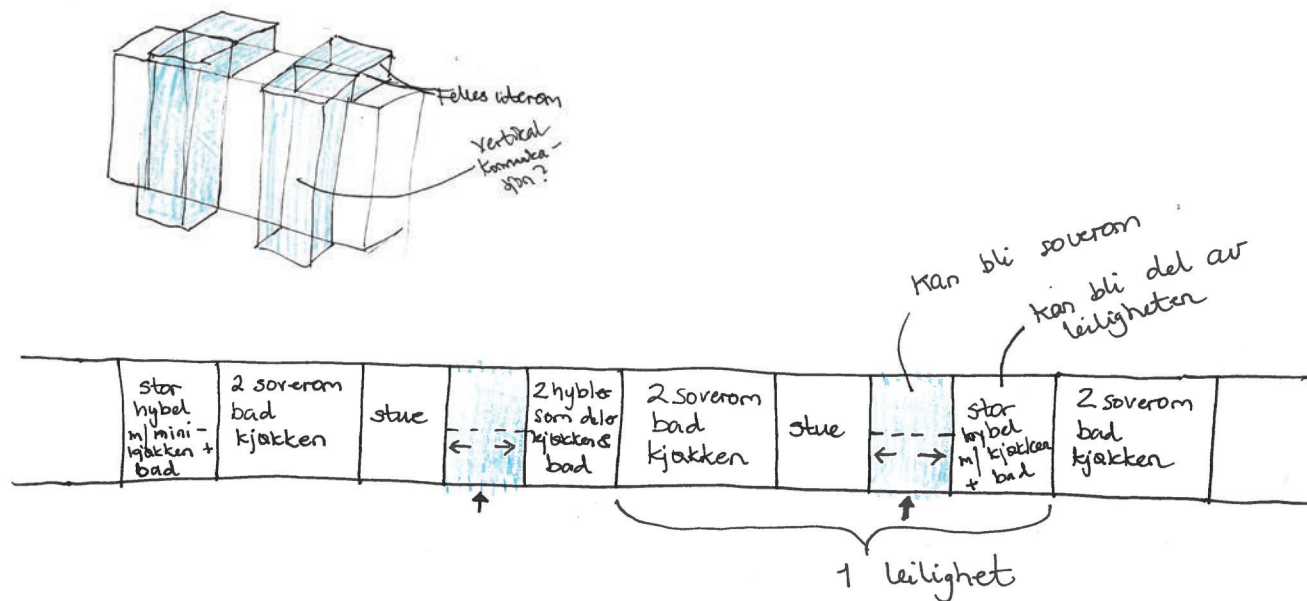 Felles uterom
vertikal
kommuka-
sjon?
kan bli soverom
kan bli del av
leiligheten
stor
hybel
m/mini-
kjøkken +
bad
2 soverom
bad
kjøkken
stue
2 hybler
som deler
kjøkken &
bad
2 soverom
bad
kjøkken
stue
stor
hybel
m/ kjøkken
+ bad
2 soverom
bad
kjøkken
1 leilighet